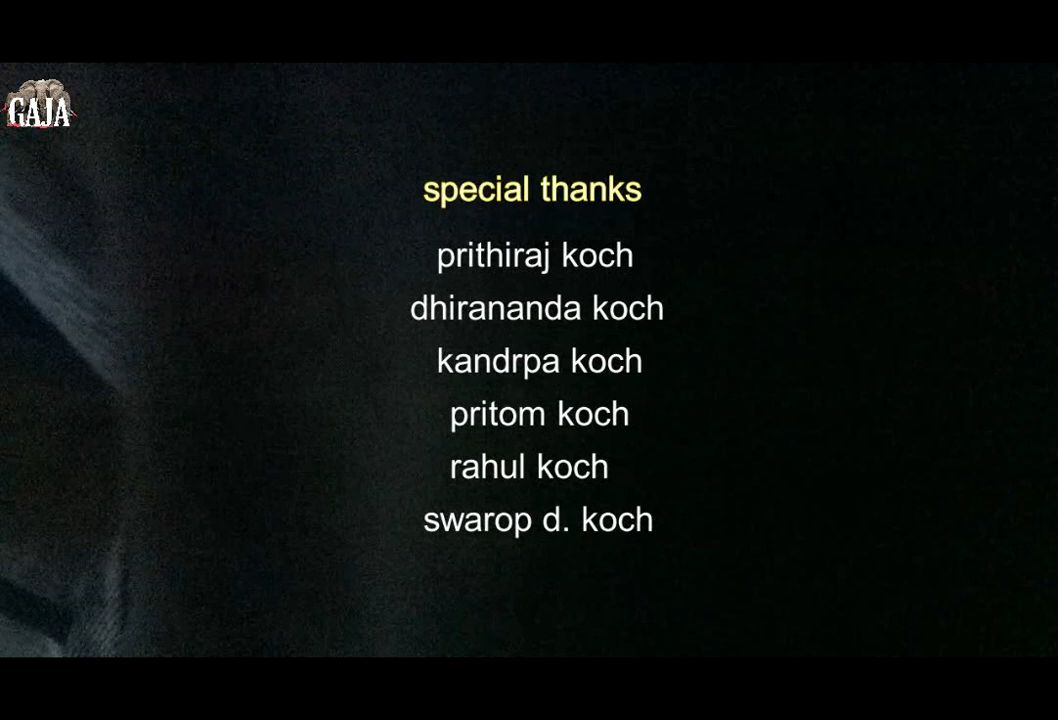 GAJA
special thanks
prithiraj koch
dhirananda koch
kandrpa koch
pritom koch
rahul koch
swarop d. koch